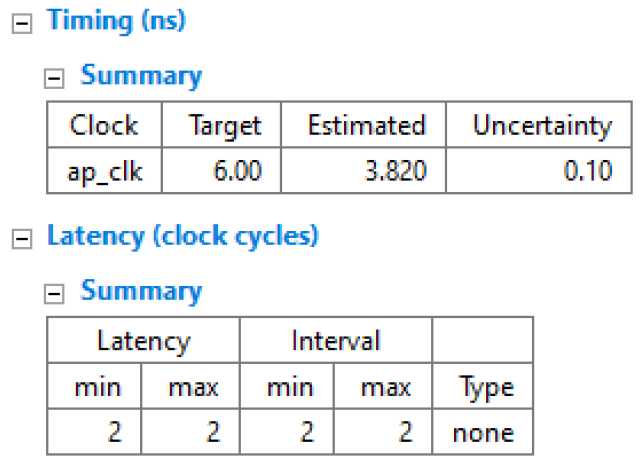 Timing (ns)
Summary
Clock Target Estimated Uncertainty
ap_clk 6.00 3.820 0.10
Latency (clock cycles)
Summary
Latency Interval
min max min max Type
2 2 2 2 none